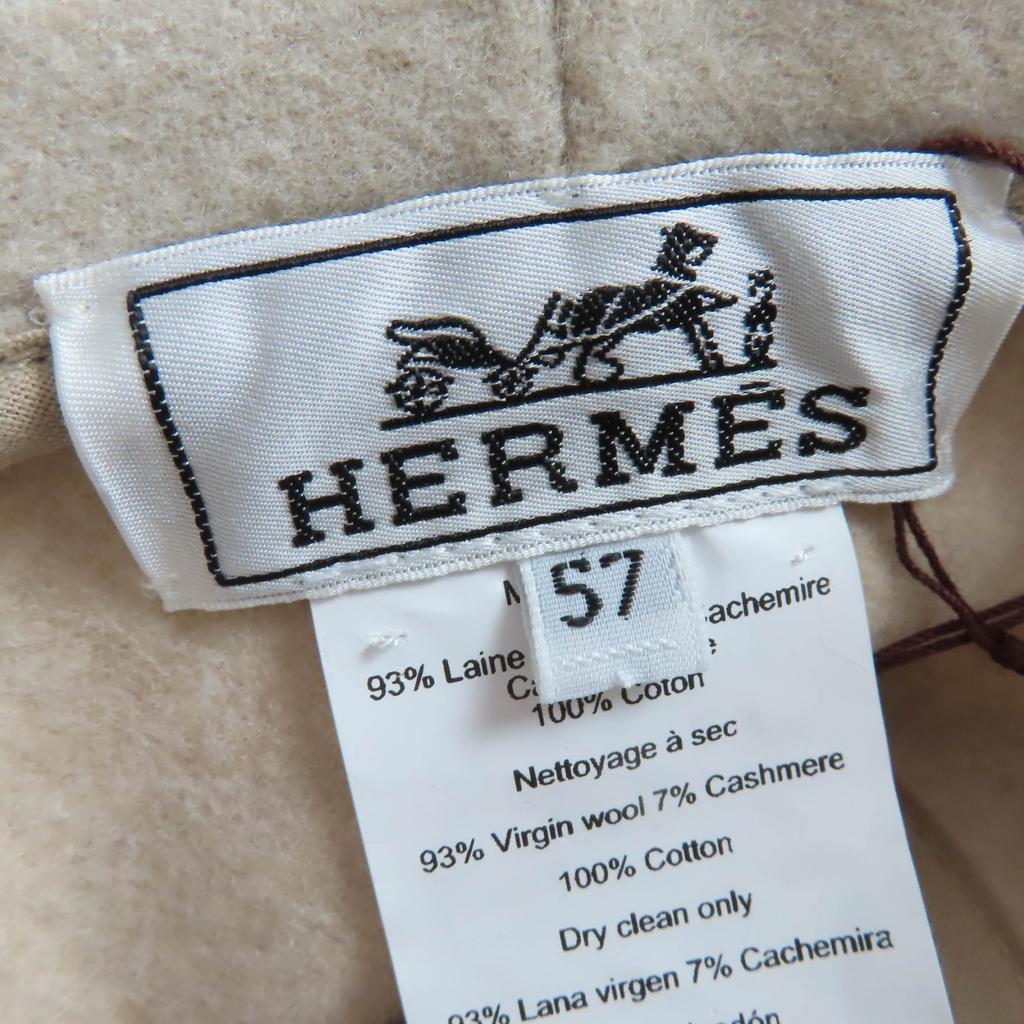 HERMÈS
57
93% Laine
100% Coton
Nettoyage à sec
93% Virgin wool 7% Cashmere
100% Cotton
Dry clean only
93% Lana virgen 7% Cachemira